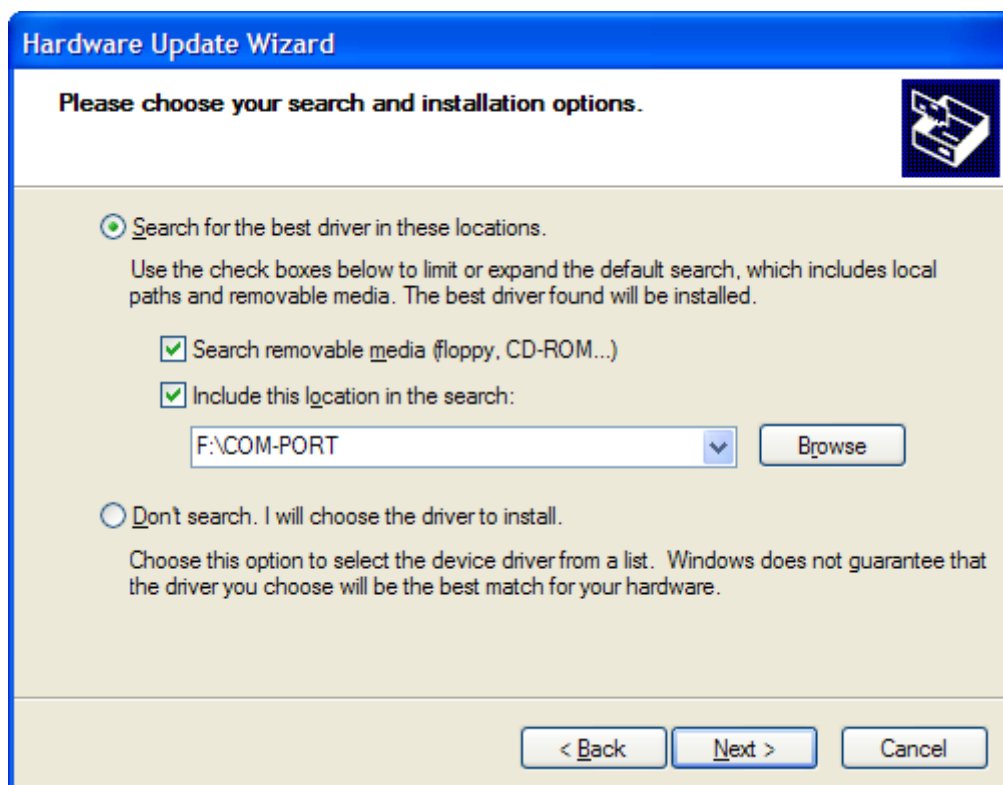 Hardware Update Wizard
Please choose your search and installation options.
Search for the best driver in these locations.
Use the check boxes below to limit or expand the default search, which includes local
paths and removable media. The best driver found will be installed.
Search removable media (floppy, CD-ROM...)
Include this location in the search:
F:\COM-PORT
Browse
Don't search. I will choose the driver to install.
Choose this option to select the device driver from a list. Windows does not guarantee that
the driver you choose will be the best match for your hardware.
< Back Next > Cancel